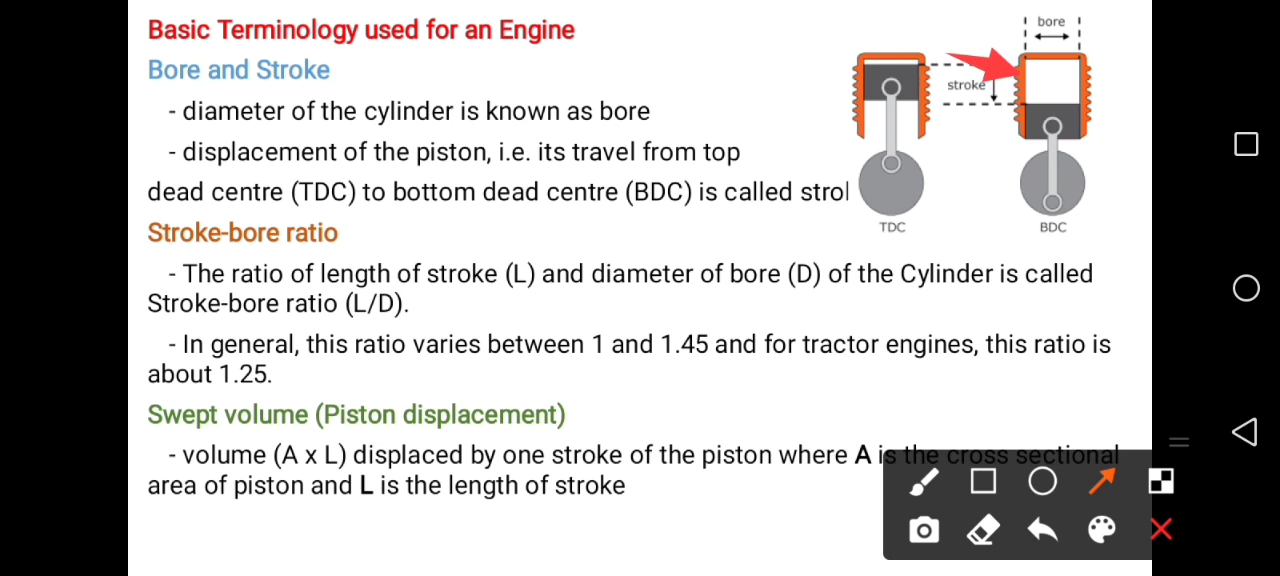 Basic Terminology used for an Engine
bore
Bore and Stroke
stroke
- diameter of the cylinder is known as bore
- displacement of the piston, i.e. its travel from top
dead centre (TDC) to bottom dead centre (BDC) is called
TDC
BDC
Stroke-bore ratio
- The ratio of length of stroke (L) and diameter of bore (D) of the Cylinder is called
Stroke-bore ratio (L/D).
- In general, this ratio varies between 1 and 1.45 and for tractor engines, this ratio is
about 1.25.
Swept volume (Piston displacement)
- volume (A x L) displaced by one stroke of the piston where A is the cross sectional
area of piston and L is the length of stroke